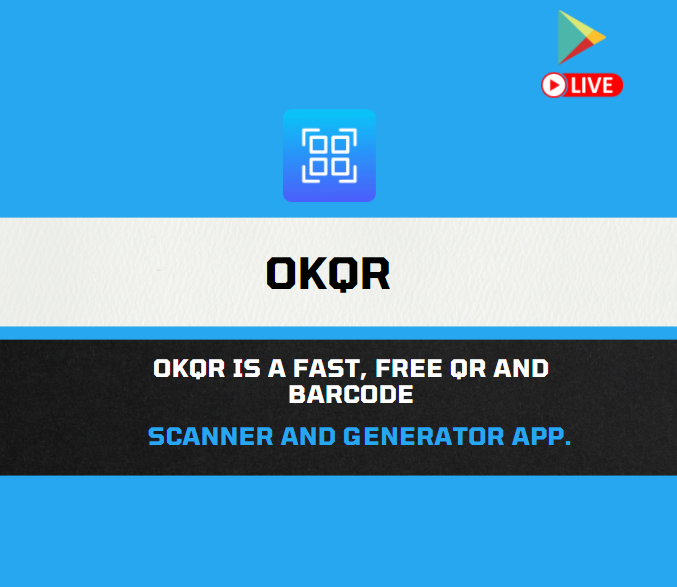 LIVE
OKQR
OKQR IS A FAST, FREE QR AND
BARCODE
SCANNER AND GENERATOR APP.